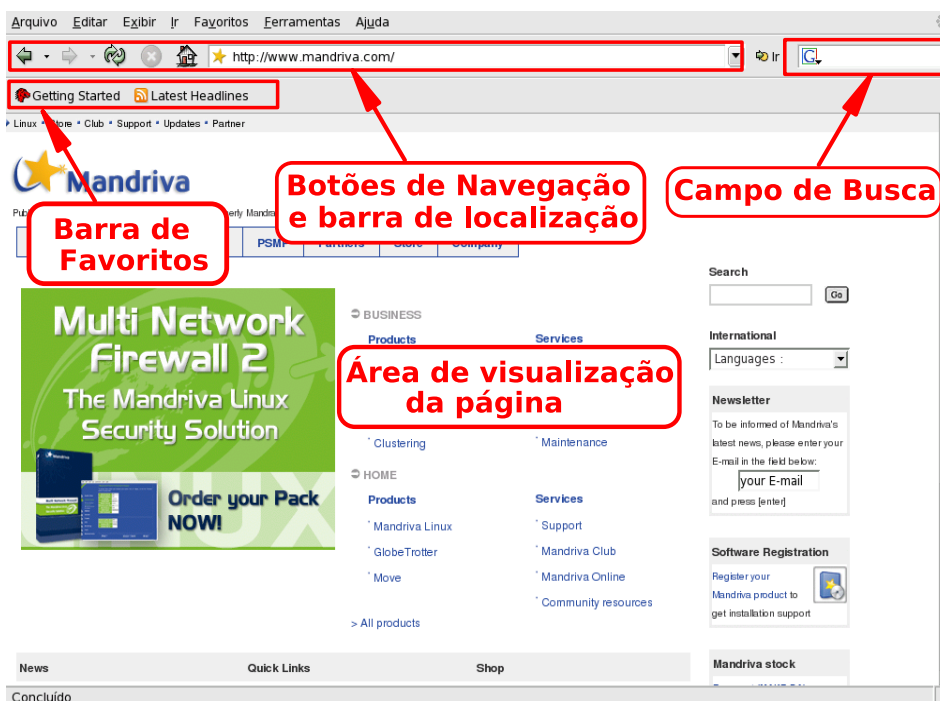 Arquivo Editar Exibir Ir Favoritos Ferramentas Ajuda
http://www.mandriva.com/ Ir
Getting Started Latest Headlines
Linux Store Club Support Updates Partner
Mandriva
Botões de Navegação
e barra de localização
Campo de Busca
Barra de
Favoritos
PSMP Partners Store Company
Search
Go
International
Languages :
Multi Network
Firewall 2
The Mandriva Linux
Security Solution
Order your Pack
NOW!
BUSINESS
Products Services
Área de visualização
da página
Clustering Maintenance
HOME
Products Services
Mandriva Linux Support
GlobeTrotter Mandriva Club
Move Mandriva Online
Community resources
> All products
Newsletter
To be informed of Mandriva's
latest news, please enter your
E-mail in the field below:
your E-mail
and press [enter]
Software Registration
Register your
Mandriva product to
get installation support
News Quick Links Shop
Mandriva stock
Concluído